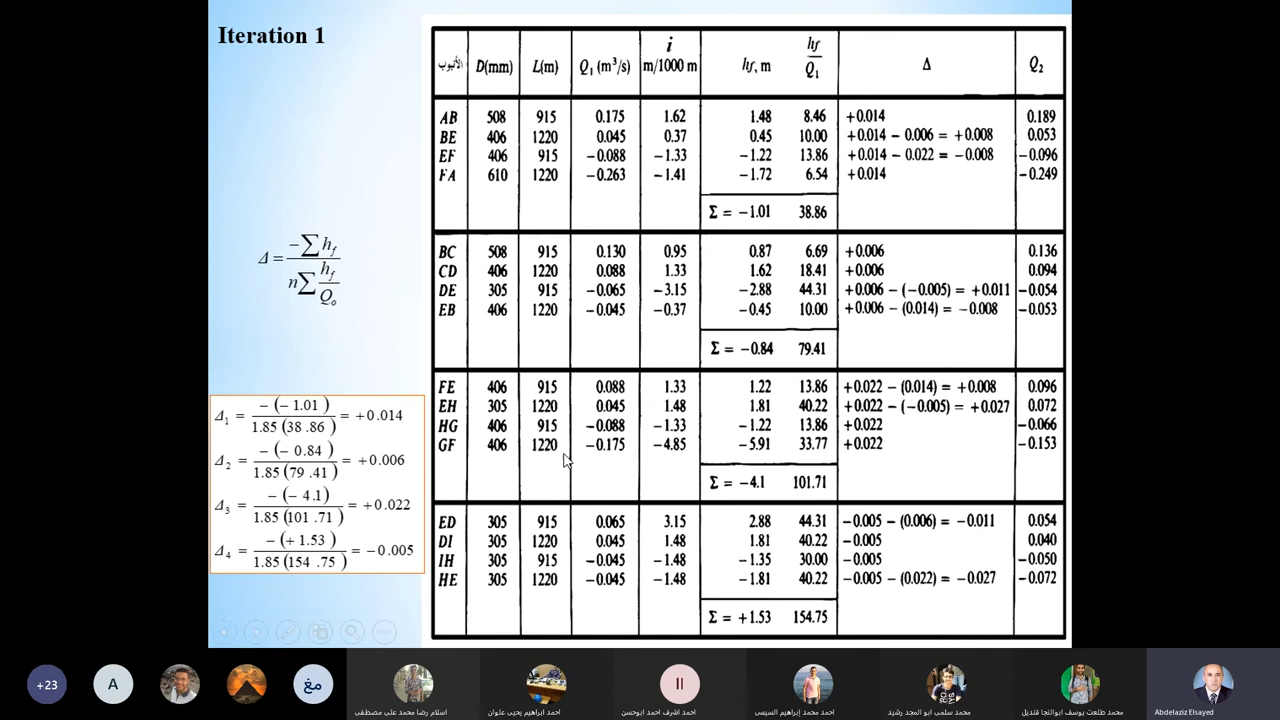 Iteration 1
Δ = −∑h_f / n∑(h_f / Q_o)
Δ₁ = −(−1.01) / 1.85(38.86) = +0.014
Δ₂ = −(−0.84) / 1.85(79.41) = +0.006
Δ₃ = −(−4.1) / 1.85(101.71) = +0.022
Δ₄ = −(+1.53) / 1.85(154.75) = −0.005
الأنبوب D(mm) L(m) Q₁ (m³/s) i m/1000 m hf, m hf/Q₁ Δ Q₂
AB 508 915 0.175 1.62 1.48 8.46 +0.014 0.189
BE 406 1220 0.045 0.37 0.45 10.00 +0.014 − 0.006 = +0.008 0.053
EF 406 915 −0.088 −1.33 −1.22 13.86 +0.014 − 0.022 = −0.008 −0.096
FA 610 1220 −0.263 −1.41 −1.72 6.54 +0.014 −0.249
Σ = −1.01 38.86
BC 508 915 0.130 0.95 0.87 6.69 +0.006 0.136
CD 406 1220 0.088 1.33 1.62 18.41 +0.006 0.094
DE 305 915 −0.065 −3.15 −2.88 44.31 +0.006 − (−0.005) = +0.011 −0.054
EB 406 1220 −0.045 −0.37 −0.45 10.00 +0.006 − (0.014) = −0.008 −0.053
Σ = −0.84 79.41
FE 406 915 0.088 1.33 1.22 13.86 +0.022 − (0.014) = +0.008 0.096
EH 305 1220 0.045 1.48 1.81 40.22 +0.022 − (−0.005) = +0.027 0.072
HG 406 915 −0.088 −1.33 −1.22 13.86 +0.022 −0.066
GF 406 1220 −0.175 −4.85 −5.91 33.77 +0.022 −0.153
Σ = −4.1 101.71
ED 305 915 0.065 3.15 2.88 44.31 −0.005 − (0.006) = −0.011 0.054
DI 305 1220 0.045 1.48 1.81 40.22 −0.005 0.040
IH 305 915 −0.045 −1.48 −1.35 30.00 −0.005 −0.050
HE 305 1220 −0.045 −1.48 −1.81 40.22 −0.005 − (0.022) = −0.027 −0.072
Σ = +1.53 154.75
+23
A
مغ
اسلام رضا محمد على مصطفى
احمد ابراهيم يحيى علوان
اا
احمد اشرف احمد ابوحسن
احمد محمد إبراهيم السيسى
محمد سلمى ابو المجد رشيد
محمد طلعت يوسف ابوالنجا قنديل
Abdelaziz Elsayed